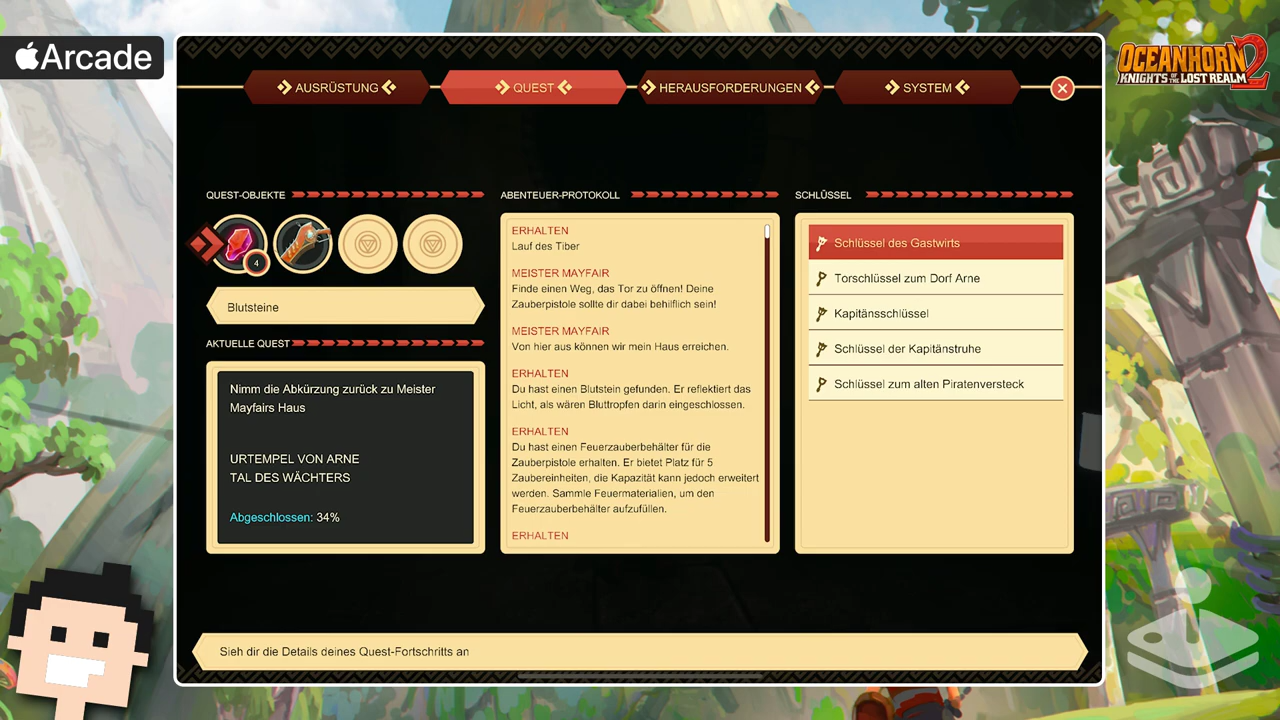 Arcade
OCEANHORN 2
KNIGHTS OF THE LOST REALM
AUSRÜSTUNG
QUEST
HERAUSFORDERUNGEN
SYSTEM
QUEST-OBJEKTE
4
Blutsteine
AKTUELLE QUEST
Nimm die Abkürzung zurück zu Meister
Mayfairs Haus
URTEMPEL VON ARNE
TAL DES WÄCHTERS
Abgeschlossen: 34%
ABENTEUER-PROTOKOLL
ERHALTEN
Lauf des Tiber
MEISTER MAYFAIR
Finde einen Weg, das Tor zu öffnen! Deine
Zauberpistole sollte dir dabei behilflich sein!
MEISTER MAYFAIR
Von hier aus können wir mein Haus erreichen.
ERHALTEN
Du hast einen Blutstein gefunden. Er reflektiert das
Licht, als wären Bluttropfen darin eingeschlossen.
ERHALTEN
Du hast einen Feuerzauberbehälter für die
Zauberpistole erhalten. Er bietet Platz für 5
Zaubereinheiten, die Kapazität kann jedoch erweitert
werden. Sammle Feuermaterialien, um den
Feuerzauberbehälter aufzufüllen.
ERHALTEN
SCHLÜSSEL
Schlüssel des Gastwirts
Torschlüssel zum Dorf Arne
Kapitänsschlüssel
Schlüssel der Kapitänstruhe
Schlüssel zum alten Piratenversteck
Sieh dir die Details deines Quest-Fortschritts an